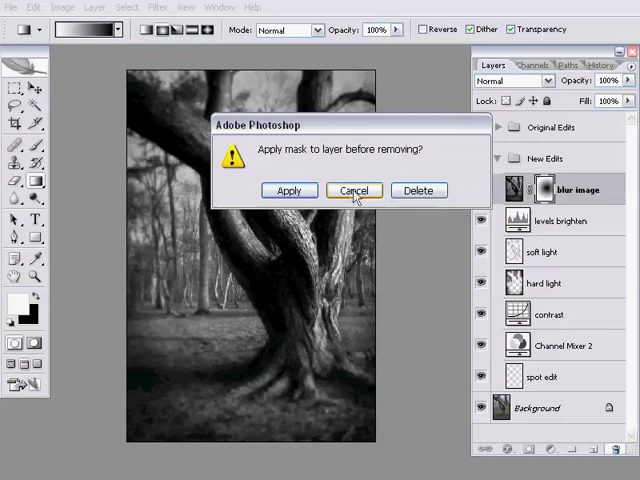 File Edit Image Layer Select Filter View Window Help
Mode: Normal Opacity: 100% Reverse Dither Transparency
Layers Channels Paths History
Normal Opacity: 100%
Lock: Fill: 100%
Adobe Photoshop
Apply mask to layer before removing?
Apply Cancel Delete
Original Edits
New Edits
blur image
levels brighten
soft light
hard light
contrast
Channel Mixer 2
spot edit
Background